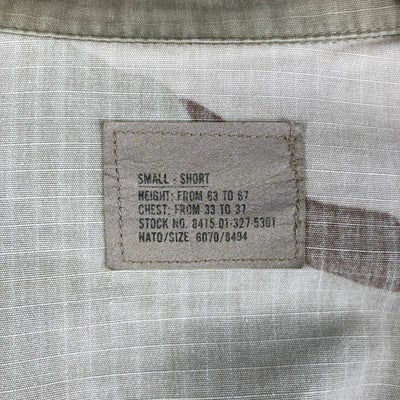 SMALL - SHORT
HEIGHT: FROM 63 TO 67
CHEST: FROM 33 TO 37
STOCK NO. 8415-01-327-5301
NATO/SIZE 6070/8494